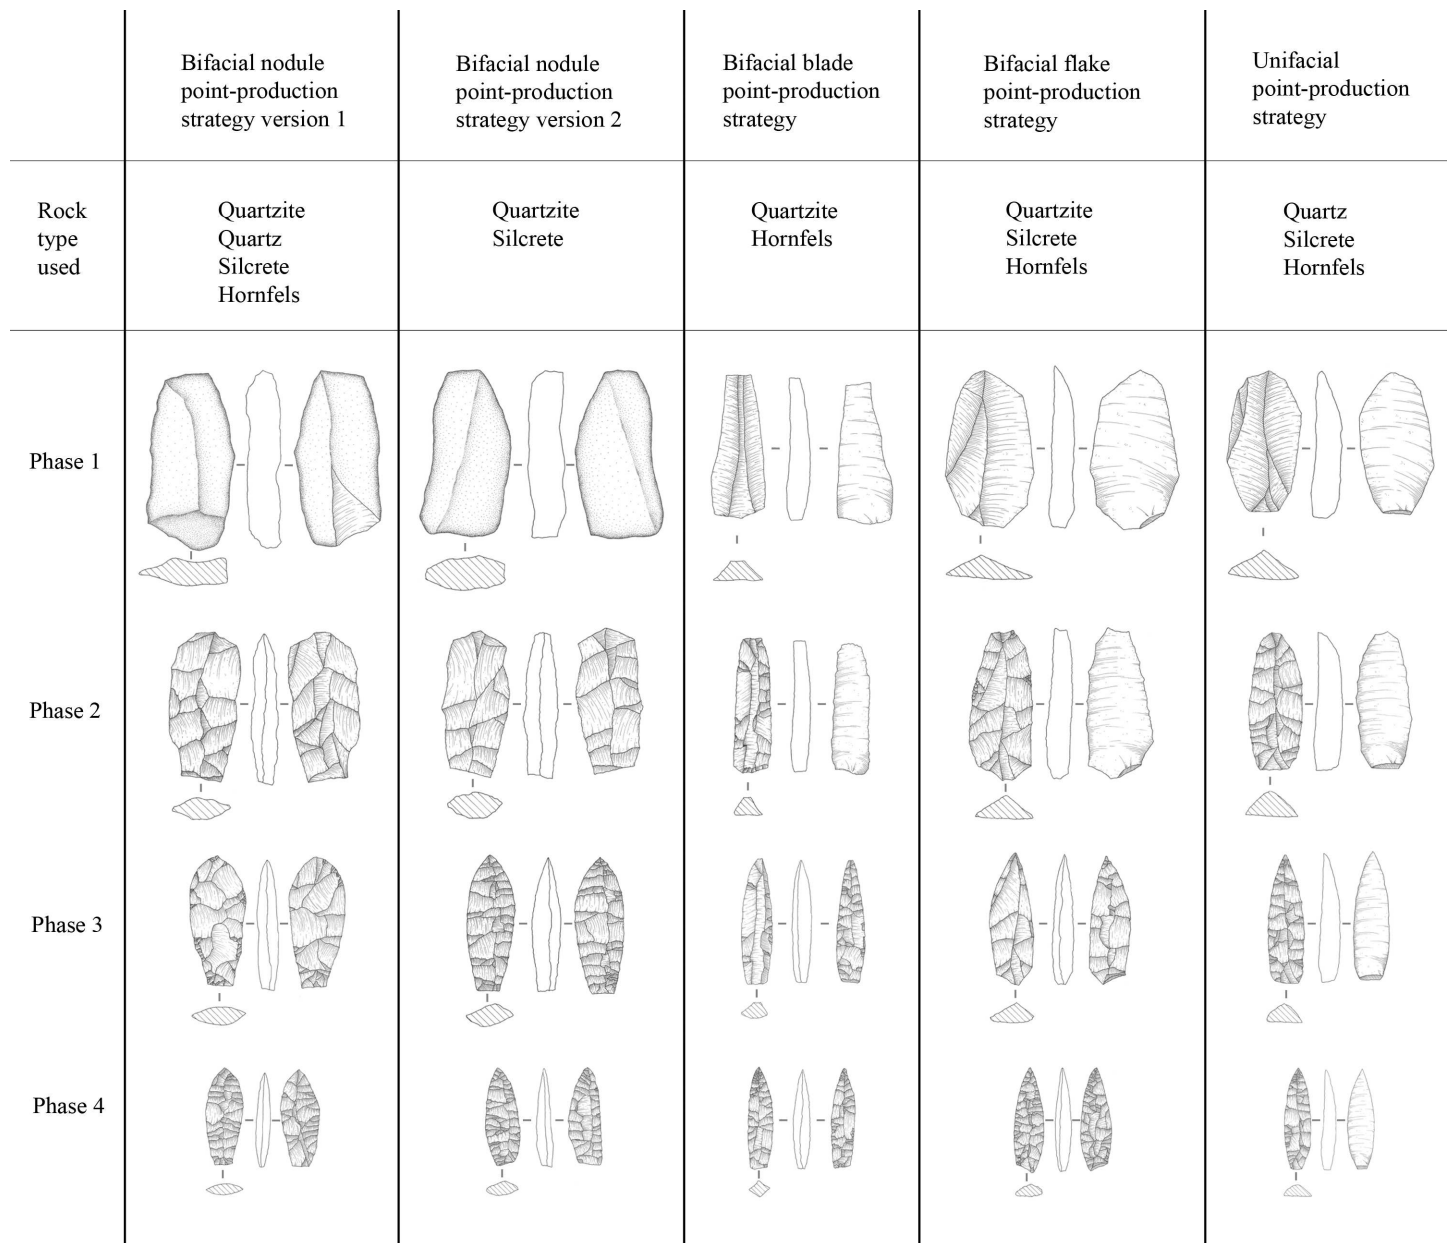 Bifacial nodule
point-production
strategy version 1
Bifacial nodule
point-production
strategy version 2
Bifacial blade
point-production
strategy
Bifacial flake
point-production
strategy
Unifacial
point-production
strategy
Rock
type
used
Quartzite
Quartz
Silcrete
Hornfels
Quartzite
Silcrete
Quartzite
Hornfels
Quartzite
Silcrete
Hornfels
Quartz
Silcrete
Hornfels
Phase 1
Phase 2
Phase 3
Phase 4